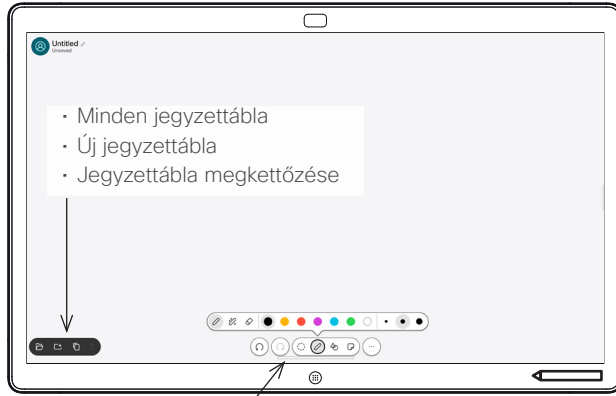 Untitled
Unsaved
· Minden jegyzettábla
· Új jegyzettábla
· Jegyzettábla megkettőzése